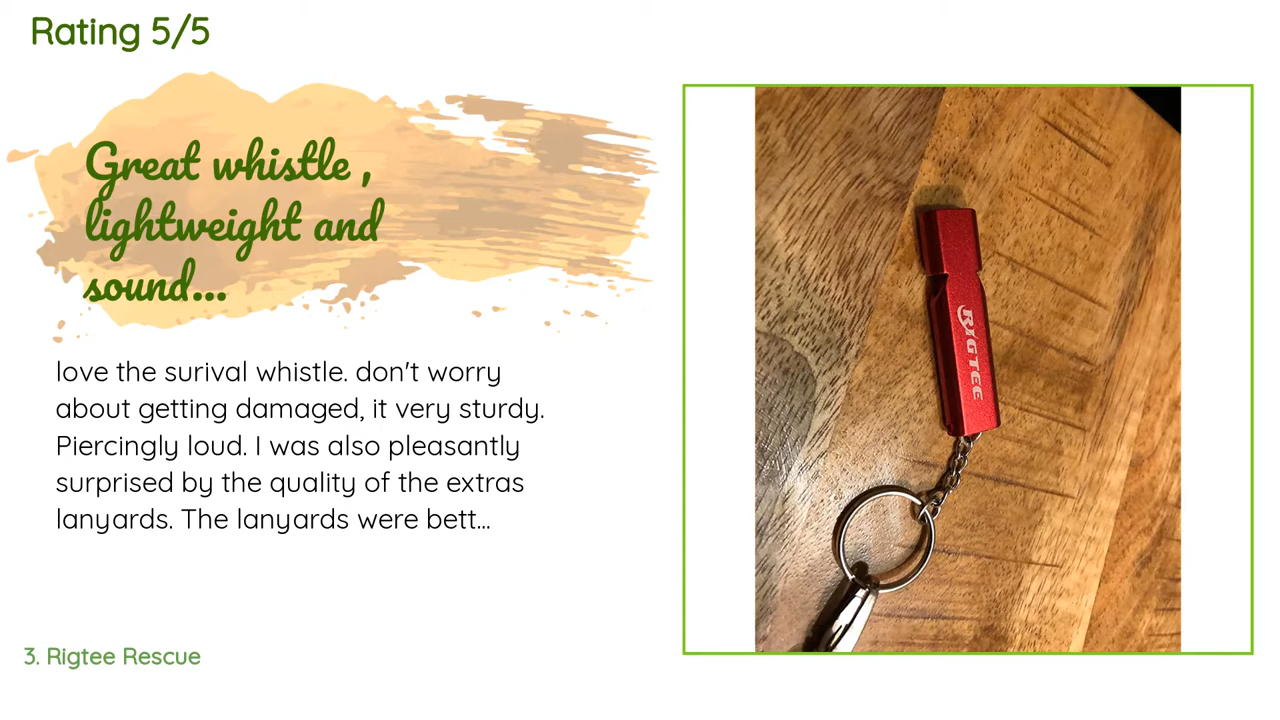 Rating 5/5
Great whistle ,
lightweight and
sound...
love the surival whistle. don't worry
about getting damaged, it very sturdy.
Piercingly loud. I was also pleasantly
surprised by the quality of the extras
lanyards. The lanyards were bett...
RIGTEE
3. Rigtee Rescue